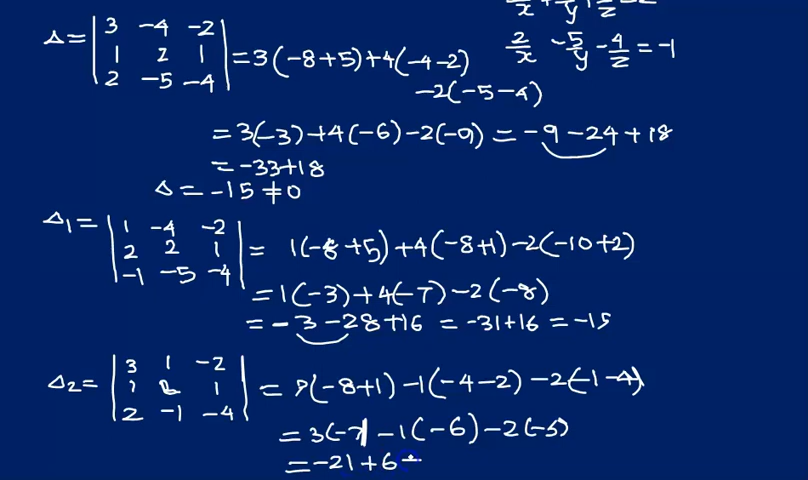 Δ = | 3 -4 -2 | = 3(-8+5)+4(-4-2)
| 1 2 1 |
| 2 -5 -4 |
-2(-5-4)
2/x -5/y -4/z = -1
= 3(-3)+4(-6)-2(-9) = -9-24+18
= -33+18
Δ = -15 ≠ 0
Δ1 = | 1 -4 -2 | = 1(-8+5)+4(-8+1)-2(-10+2)
| 2 2 1 |
| -1 -5 -4 |
= 1(-3)+4(-7)-2(-8)
= -3-28+16 = -31+16 = -15
Δ2 = | 3 1 -2 | = (-8+1)-1(-4-2)-2(-1-4)
| 1 2 1 |
| 2 -1 -4 |
= 3(-7)-1(-6)-2(-5)
= -21+6+